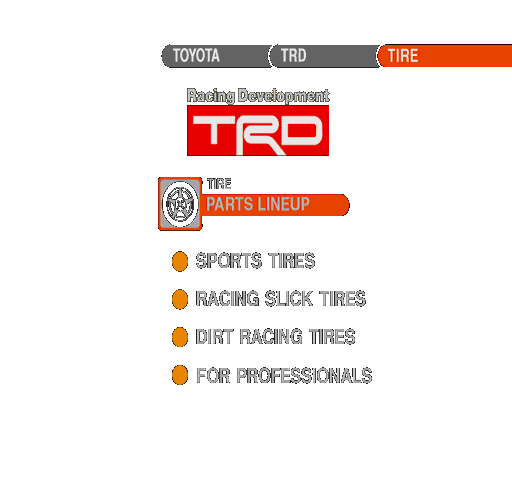 TOYOTA TRD TIRE
Racing Development
TRD
TIRE
PARTS LINEUP
SPORTS TIRES
RACING SLICK TIRES
DIRT RACING TIRES
FOR PROFESSIONALS